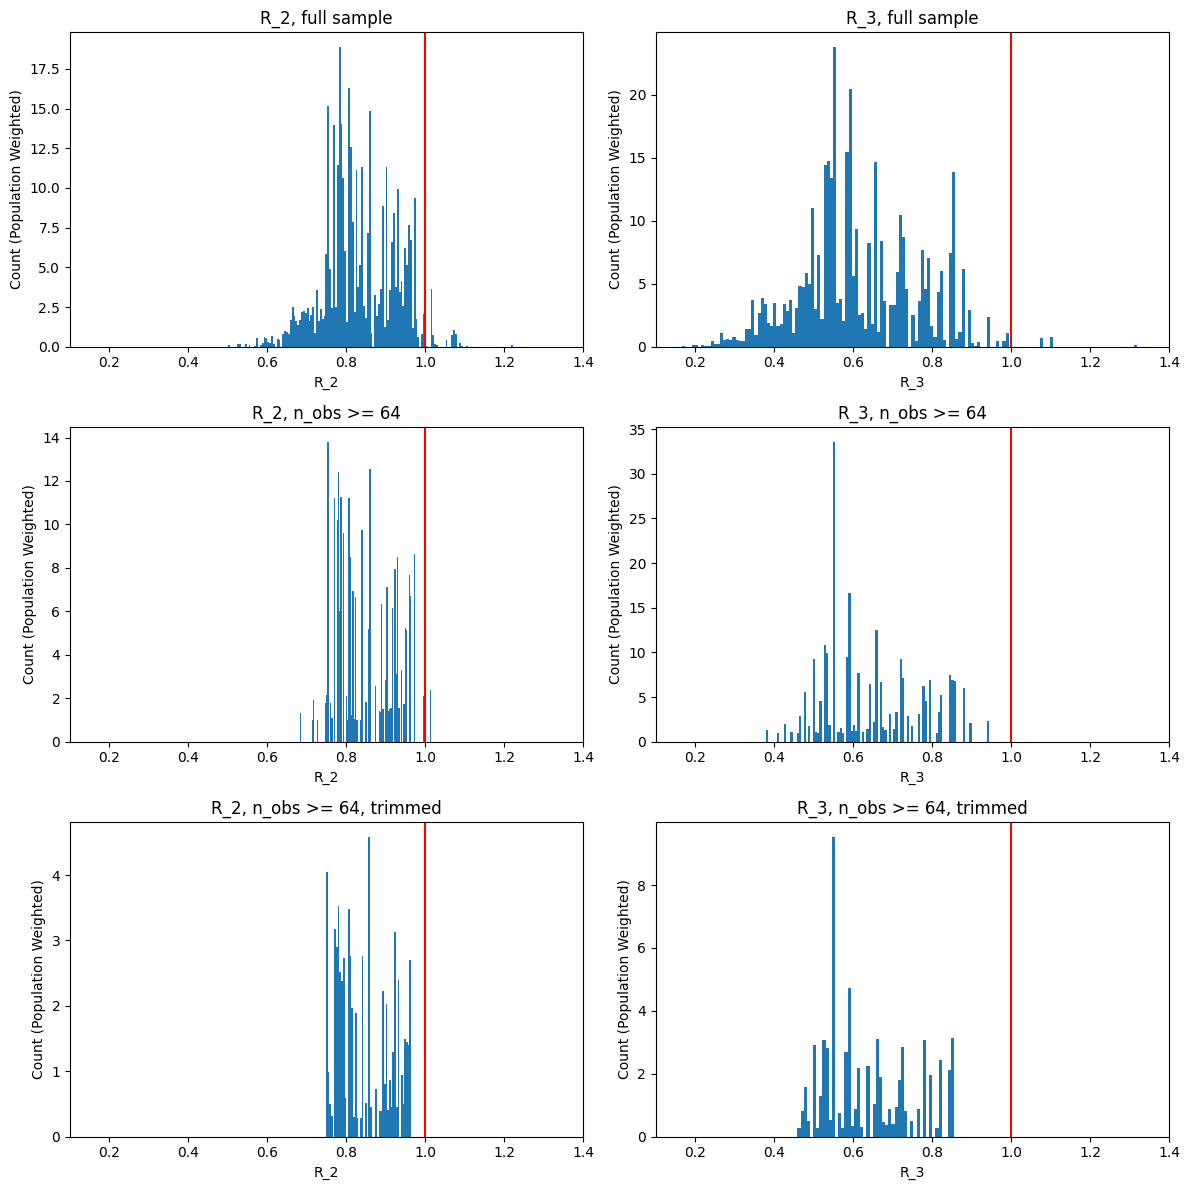 R_2, full sample
Count (Population Weighted)
17.5
15.0
12.5
10.0
7.5
5.0
2.5
0.0
0.2 0.4 0.6 0.8 1.0 1.2 1.4
R_2
R_3, full sample
Count (Population Weighted)
20
15
10
5
0
0.2 0.4 0.6 0.8 1.0 1.2 1.4
R_3
R_2, n_obs >= 64
Count (Population Weighted)
14
12
10
8
6
4
2
0
0.2 0.4 0.6 0.8 1.0 1.2 1.4
R_2
R_3, n_obs >= 64
Count (Population Weighted)
35
30
25
20
15
10
5
0
0.2 0.4 0.6 0.8 1.0 1.2 1.4
R_3
R_2, n_obs >= 64, trimmed
Count (Population Weighted)
4
3
2
1
0
0.2 0.4 0.6 0.8 1.0 1.2 1.4
R_2
R_3, n_obs >= 64, trimmed
Count (Population Weighted)
8
6
4
2
0
0.2 0.4 0.6 0.8 1.0 1.2 1.4
R_3